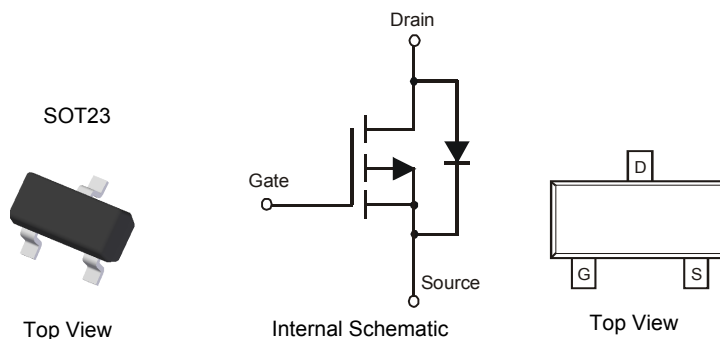 Drain
SOT23
Gate
D
G
S
Source
Top View
Internal Schematic
Top View